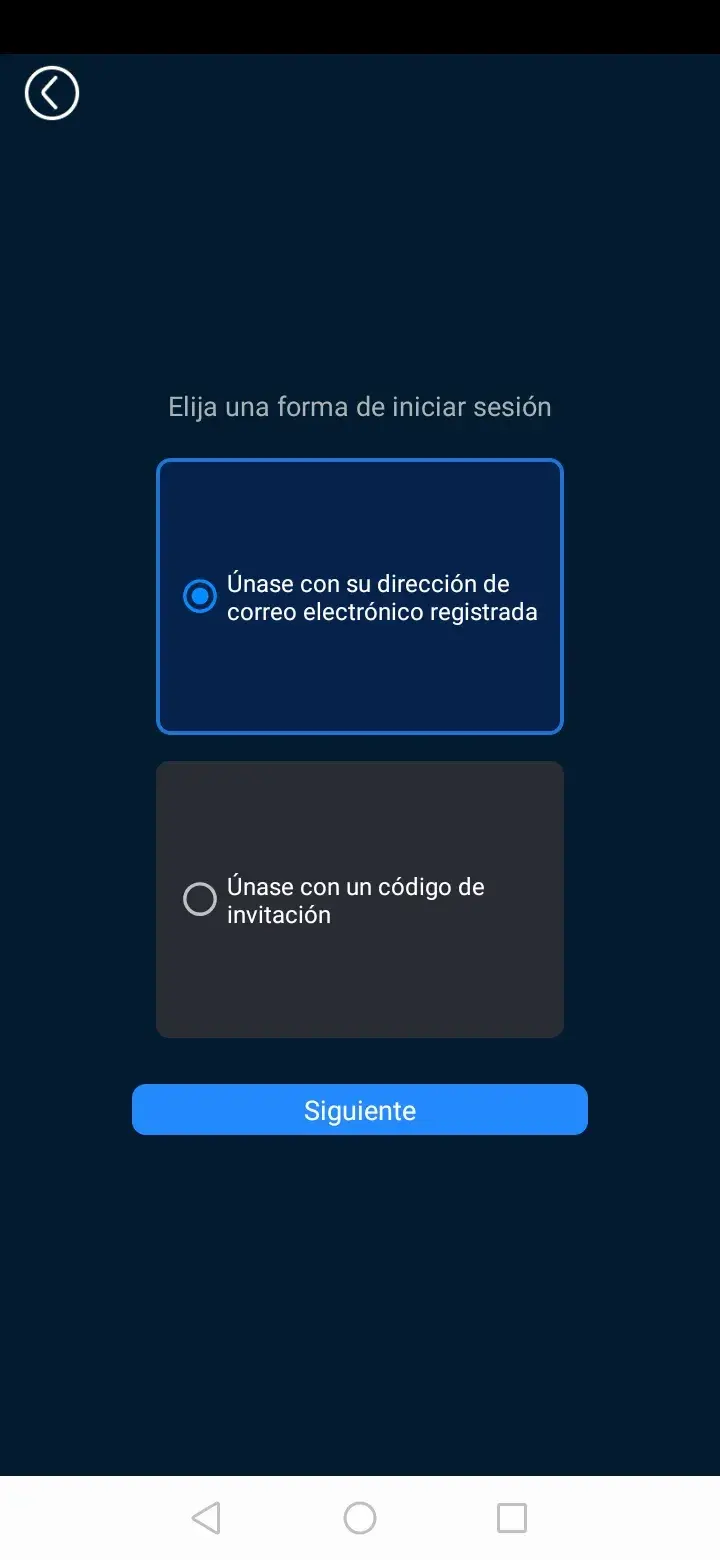 Elija una forma de iniciar sesión
Únase con su dirección de
correo electrónico registrada
Únase con un código de
invitación
Siguiente